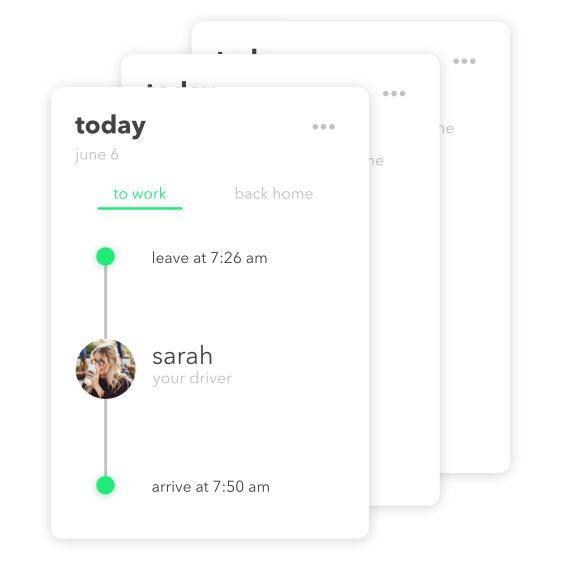 today
june 6
to work
back home
leave at 7:26 am
sarah
your driver
arrive at 7:50 am